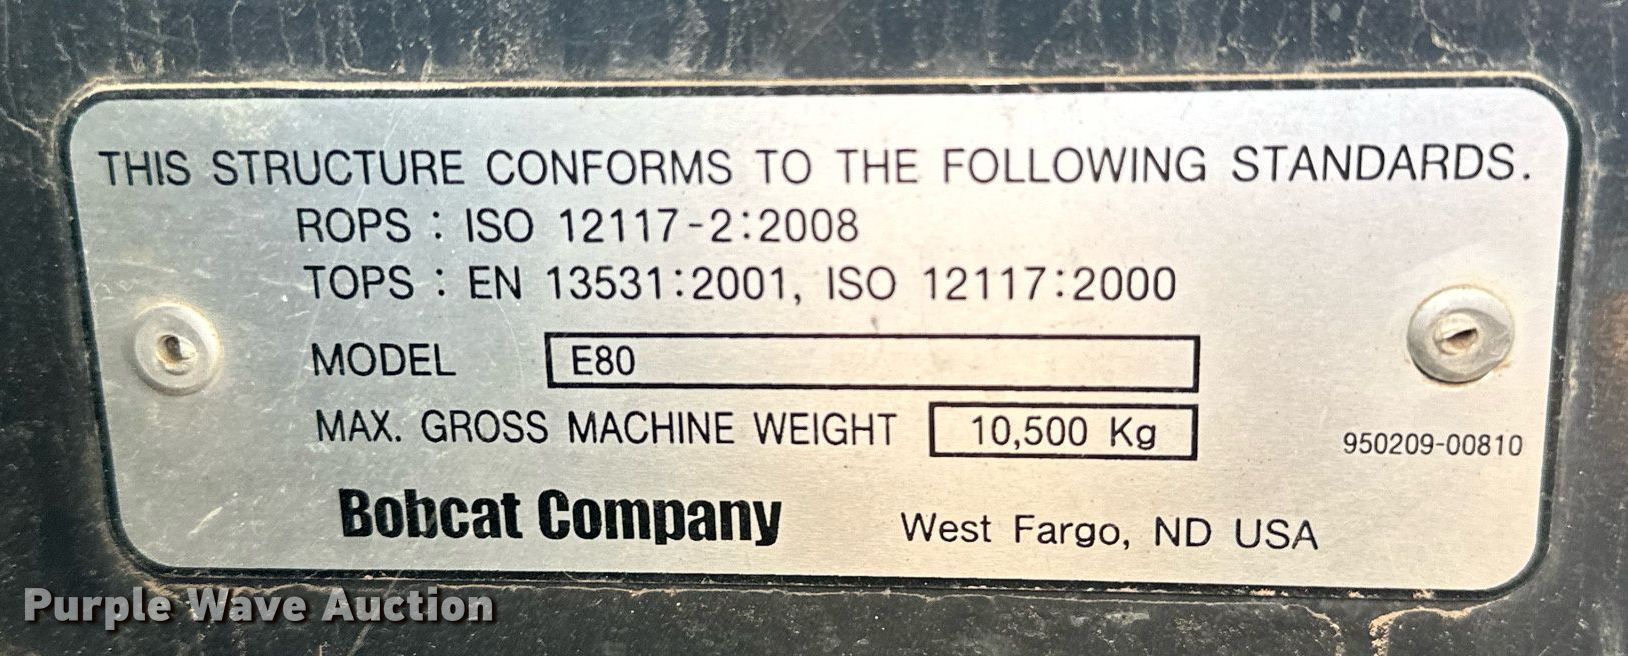 THIS STRUCTURE CONFORMS TO THE FOLLOWING STANDARDS.
ROPS : ISO 12117-2:2008
TOPS : EN 13531:2001, ISO 12117:2000
MODEL E80
MAX. GROSS MACHINE WEIGHT 10,500 Kg
950209-00810
Bobcat Company West Fargo, ND USA
Purple Wave Auction